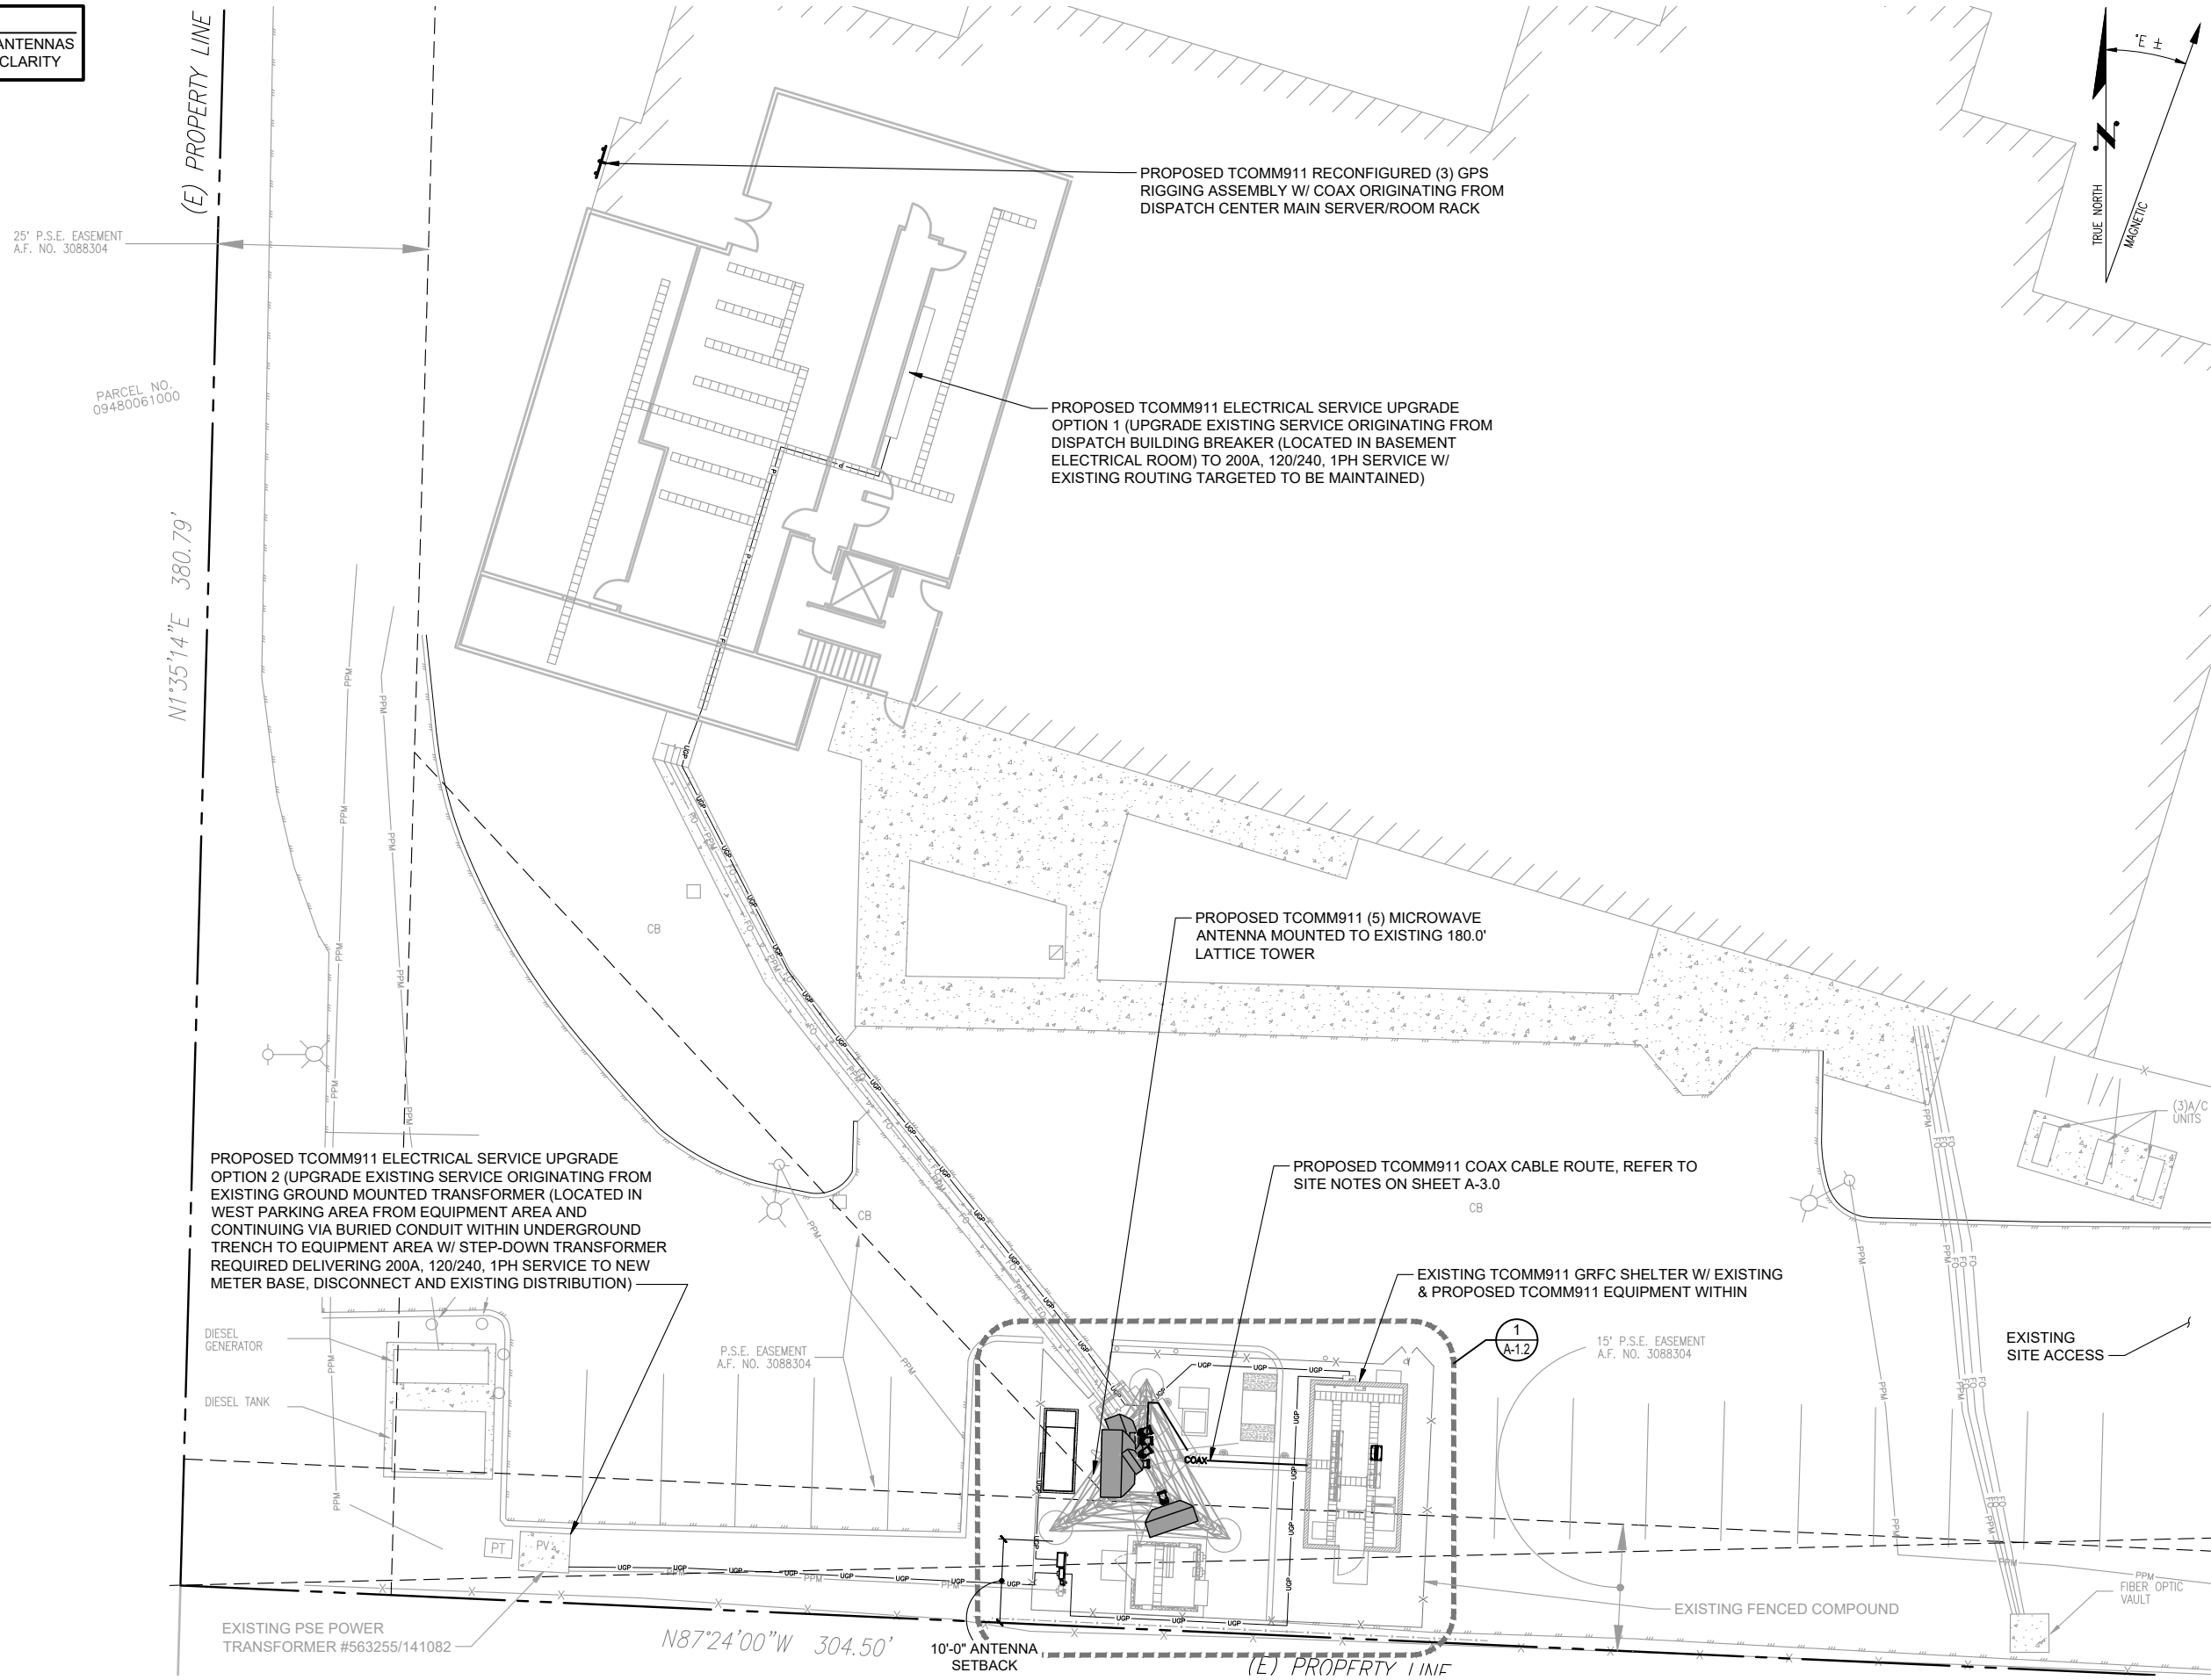 ANTENNAS
CLARITY
(E) PROPERTY LINE
°E ±
N
TRUE NORTH
MAGNETIC
25' P.S.E. EASEMENT
A.F. NO. 3088304
PROPOSED TCOMM911 RECONFIGURED (3) GPS
RIGGING ASSEMBLY W/ COAX ORIGINATING FROM
DISPATCH CENTER MAIN SERVER/ROOM RACK
PARCEL NO.
09480061000
PROPOSED TCOMM911 ELECTRICAL SERVICE UPGRADE
OPTION 1 (UPGRADE EXISTING SERVICE ORIGINATING FROM
DISPATCH BUILDING BREAKER (LOCATED IN BASEMENT
ELECTRICAL ROOM) TO 200A, 120/240, 1PH SERVICE W/
EXISTING ROUTING TARGETED TO BE MAINTAINED)
N1°35'14"E 380.79'
PPM
PPM
UGP
CB
PROPOSED TCOMM911 (5) MICROWAVE
ANTENNA MOUNTED TO EXISTING 180.0'
LATTICE TOWER
(3)A/C
UNITS
PROPOSED TCOMM911 ELECTRICAL SERVICE UPGRADE
OPTION 2 (UPGRADE EXISTING SERVICE ORIGINATING FROM
EXISTING GROUND MOUNTED TRANSFORMER (LOCATED IN
WEST PARKING AREA FROM EQUIPMENT AREA AND
CONTINUING VIA BURIED CONDUIT WITHIN UNDERGROUND
TRENCH TO EQUIPMENT AREA W/ STEP-DOWN TRANSFORMER
REQUIRED DELIVERING 200A, 120/240, 1PH SERVICE TO NEW
METER BASE, DISCONNECT AND EXISTING DISTRIBUTION)
PROPOSED TCOMM911 COAX CABLE ROUTE, REFER TO
SITE NOTES ON SHEET A-3.0
CB
CB
EXISTING TCOMM911 GRFC SHELTER W/ EXISTING
& PROPOSED TCOMM911 EQUIPMENT WITHIN
1
A-1.2
15' P.S.E. EASEMENT
A.F. NO. 3088304
EXISTING
SITE ACCESS
DIESEL
GENERATOR
DIESEL TANK
P.S.E. EASEMENT
A.F. NO. 3088304
COAX
PT
PV
UGP
PPM
FIBER OPTIC
VAULT
EXISTING FENCED COMPOUND
EXISTING PSE POWER
TRANSFORMER #563255/141082
N87°24'00"W 304.50'
10'-0" ANTENNA
SETBACK
(E) PROPERTY LINE